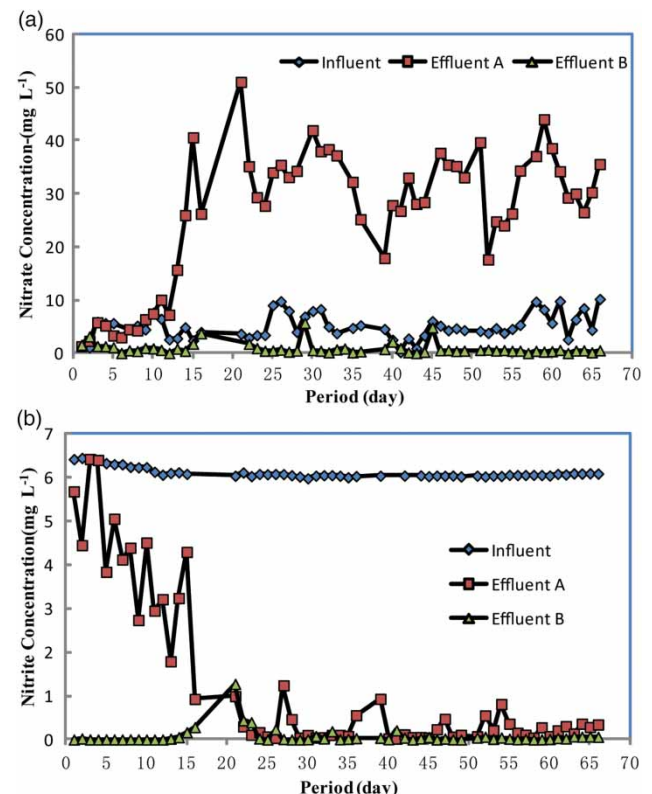 (a)
60
50
40
30
20
10
0
Nitrate Concentration-(mg L-1)
Influent Effluent A Effluent B
0 5 10 15 20 25 30 35 40 45 50 55 60 65 70
Period (day)
(b)
7
6
5
4
3
2
1
0
Nitrite Concentration(mg L-1)
Influent
Effluent A
Effluent B
0 5 10 15 20 25 30 35 40 45 50 55 60 65 70
Period(day)